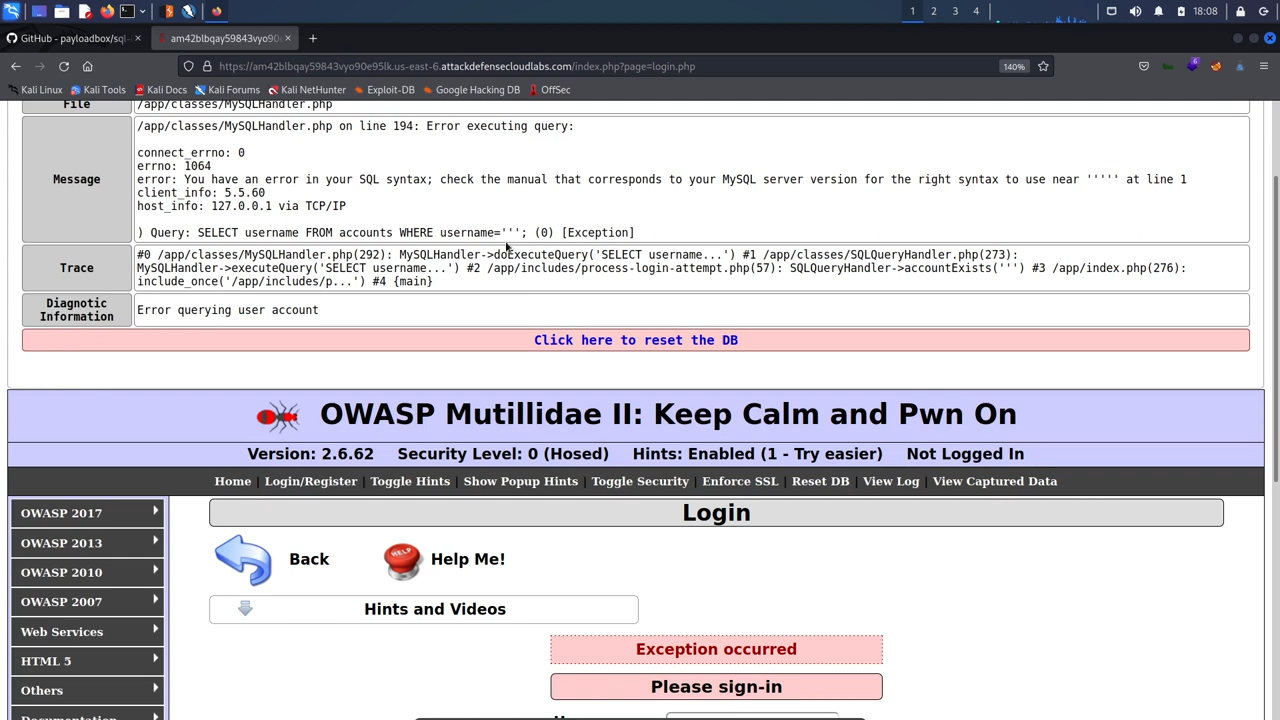 1 2 3 4 18:08
GitHub - payloadbox/sql-
am42blbqay59843vyo90e
https://am42blbqay59843vyo90e95lk.us-east-6.attackdefensecloudlabs.com/index.php?page=login.php 140%
Kali Linux Kali Tools Kali Docs Kali Forums Kali NetHunter Exploit-DB Google Hacking DB OffSec
File /app/classes/MySQLHandler.php
Message
/app/classes/MySQLHandler.php on line 194: Error executing query:
connect_errno: 0
errno: 1064
error: You have an error in your SQL syntax; check the manual that corresponds to your MySQL server version for the right syntax to use near ''''' at line 1
client_info: 5.5.60
host_info: 127.0.0.1 via TCP/IP
) Query: SELECT username FROM accounts WHERE username='''; (0) [Exception]
Trace
#0 /app/classes/MySQLHandler.php(292): MySQLHandler->doExecuteQuery('SELECT username...') #1 /app/classes/SQLQueryHandler.php(273):
MySQLHandler->executeQuery('SELECT username...') #2 /app/includes/process-login-attempt.php(57): SQLQueryHandler->accountExists(''') #3 /app/index.php(276):
include_once('/app/includes/p...') #4 {main}
Diagnostic
Information
Error querying user account
Click here to reset the DB
OWASP Mutillidae II: Keep Calm and Pwn On
Version: 2.6.62 Security Level: 0 (Hosed) Hints: Enabled (1 - Try easier) Not Logged In
Home | Login/Register | Toggle Hints | Show Popup Hints | Toggle Security | Enforce SSL | Reset DB | View Log | View Captured Data
OWASP 2017
OWASP 2013
OWASP 2010
OWASP 2007
Web Services
HTML 5
Others
Documentation
Login
Back
HELP
Help Me!
Hints and Videos
Exception occurred
Please sign-in